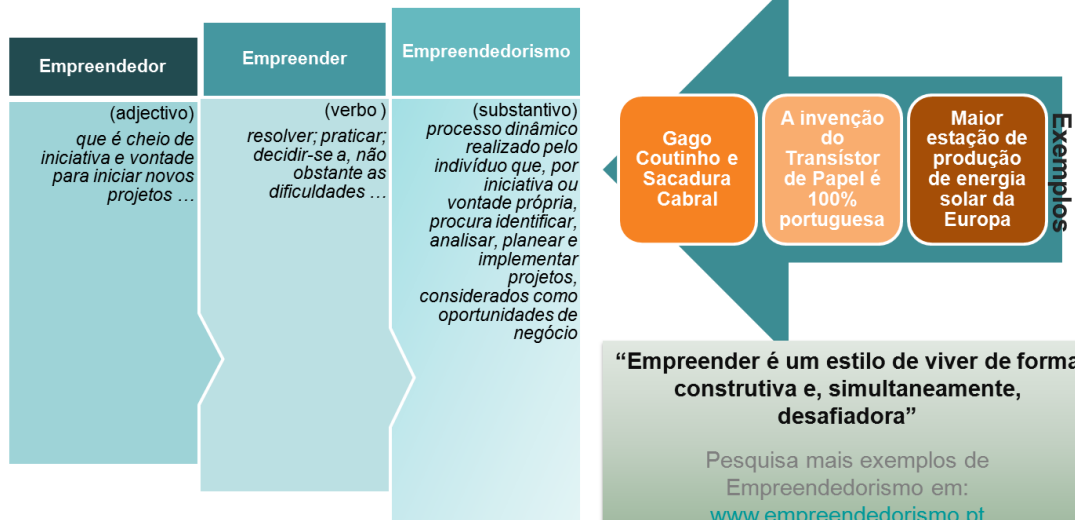 Empreendedor
(adjectivo)
que é cheio de
iniciativa e vontade
para iniciar novos
projetos …
Empreender
(verbo )
resolver; praticar;
decidir-se a, não
obstante as
dificuldades …
Empreendedorismo
(substantivo)
processo dinâmico
realizado pelo
indivíduo que, por
iniciativa ou
vontade própria,
procura identificar,
analisar, planear e
implementar
projetos,
considerados como
oportunidades de
negócio
Gago
Coutinho e
Sacadura
Cabral
A invenção
do
Transístor
de Papel é
100%
portuguesa
Maior
estação de
produção
de energia
solar da
Europa
Exemplos
“Empreender é um estilo de viver de forma
construtiva e, simultaneamente,
desafiadora”
Pesquisa mais exemplos de
Empreendedorismo em:
www.empreendedorismo.pt